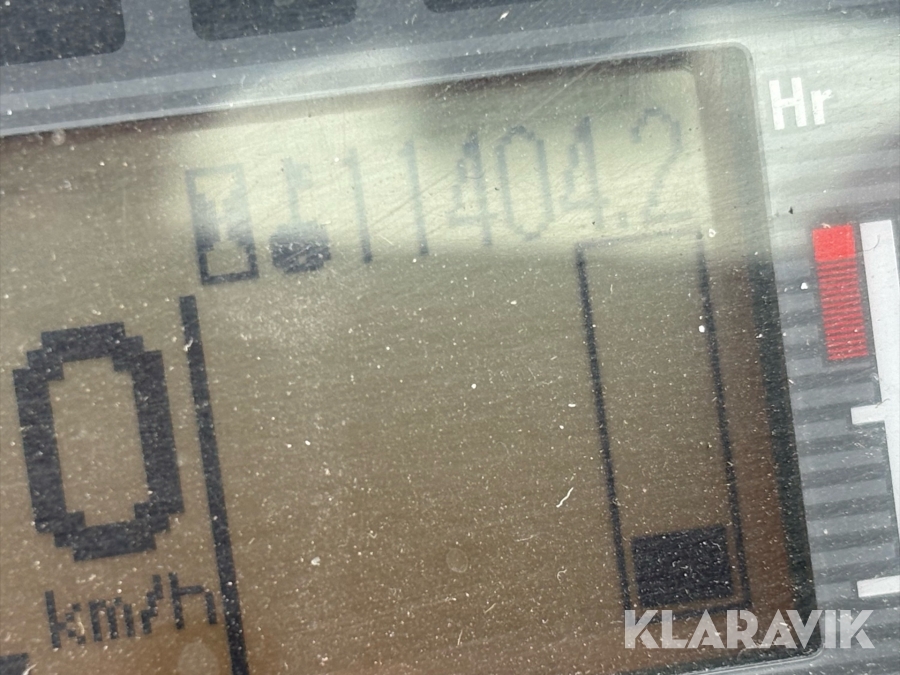 Hr
11404.2
0
km/h
KLARAVIK